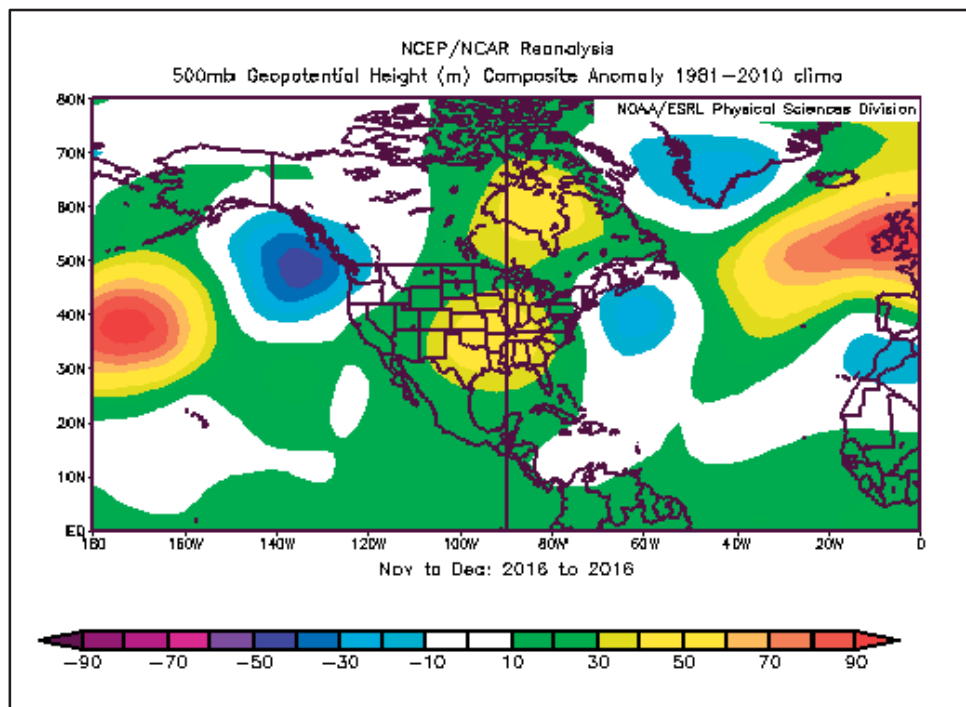 NCEP/NCAR Reanalysis
500mb Geopotential Height (m) Composite Anomaly 1981-2010 climo
NOAA/ESRL Physical Sciences Division
80N
70N
60N
50N
40N
30N
20N
10N
EQ
180 160W 140W 120W 100W 80W 60W 40W 20W 0
Nov to Dec: 2016 to 2016
-90 -70 -50 -30 -10 10 30 50 70 90